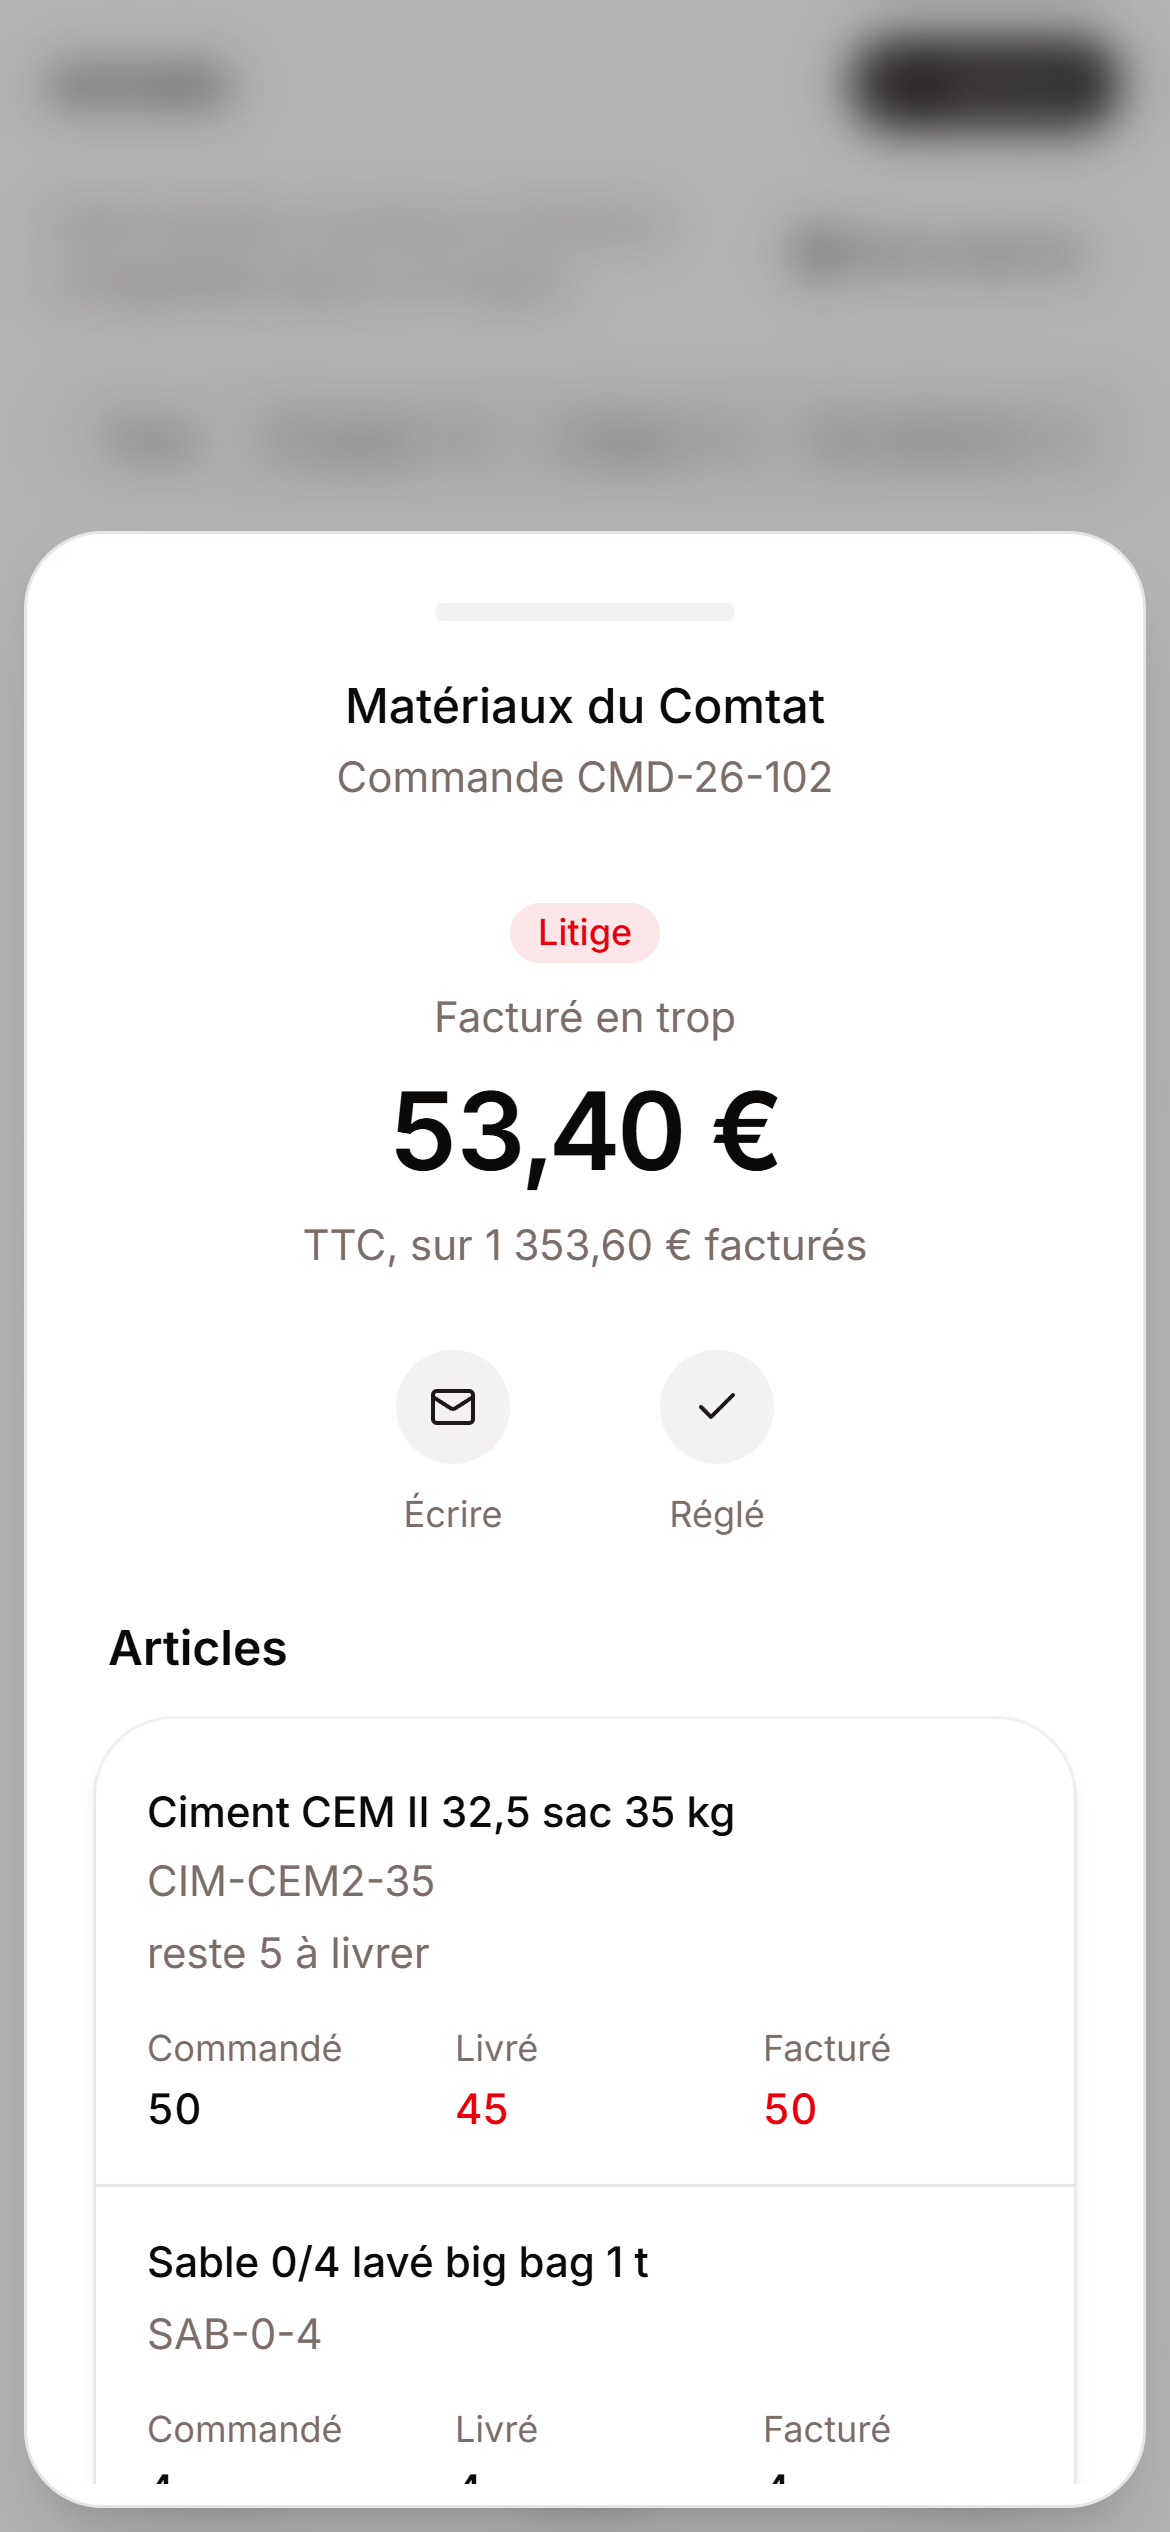 Matériaux du Comtat
Commande CMD-26-102
Litige
Facturé en trop
53,40 €
TTC, sur 1 353,60 € facturés
Écrire
Réglé
Articles
Ciment CEM II 32,5 sac 35 kg
CIM-CEM2-35
reste 5 à livrer
Commandé
Livré
Facturé
50
45
50
Sable 0/4 lavé big bag 1 t
SAB-0-4
Commandé
Livré
Facturé